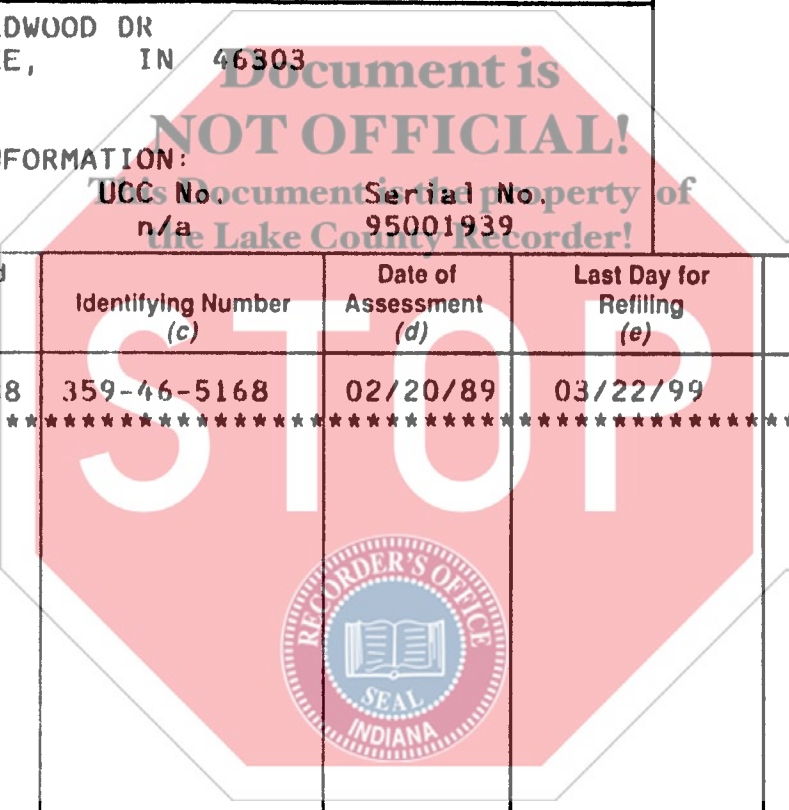 DWOOD DR
E, IN 46303
Document is
NOT OFFICIAL!
FORMATION:
This Document is the property of
UCC No. Serial No.
n/a 95001939
the Lake County Recorder!
d
Identifying Number
(c)
Date of
Assessment
(d)
Last Day for
Refiling
(e)
8 359-46-5168 02/20/89 03/22/99
STOP
RECORDER'S OFFICE
SEAL
INDIANA